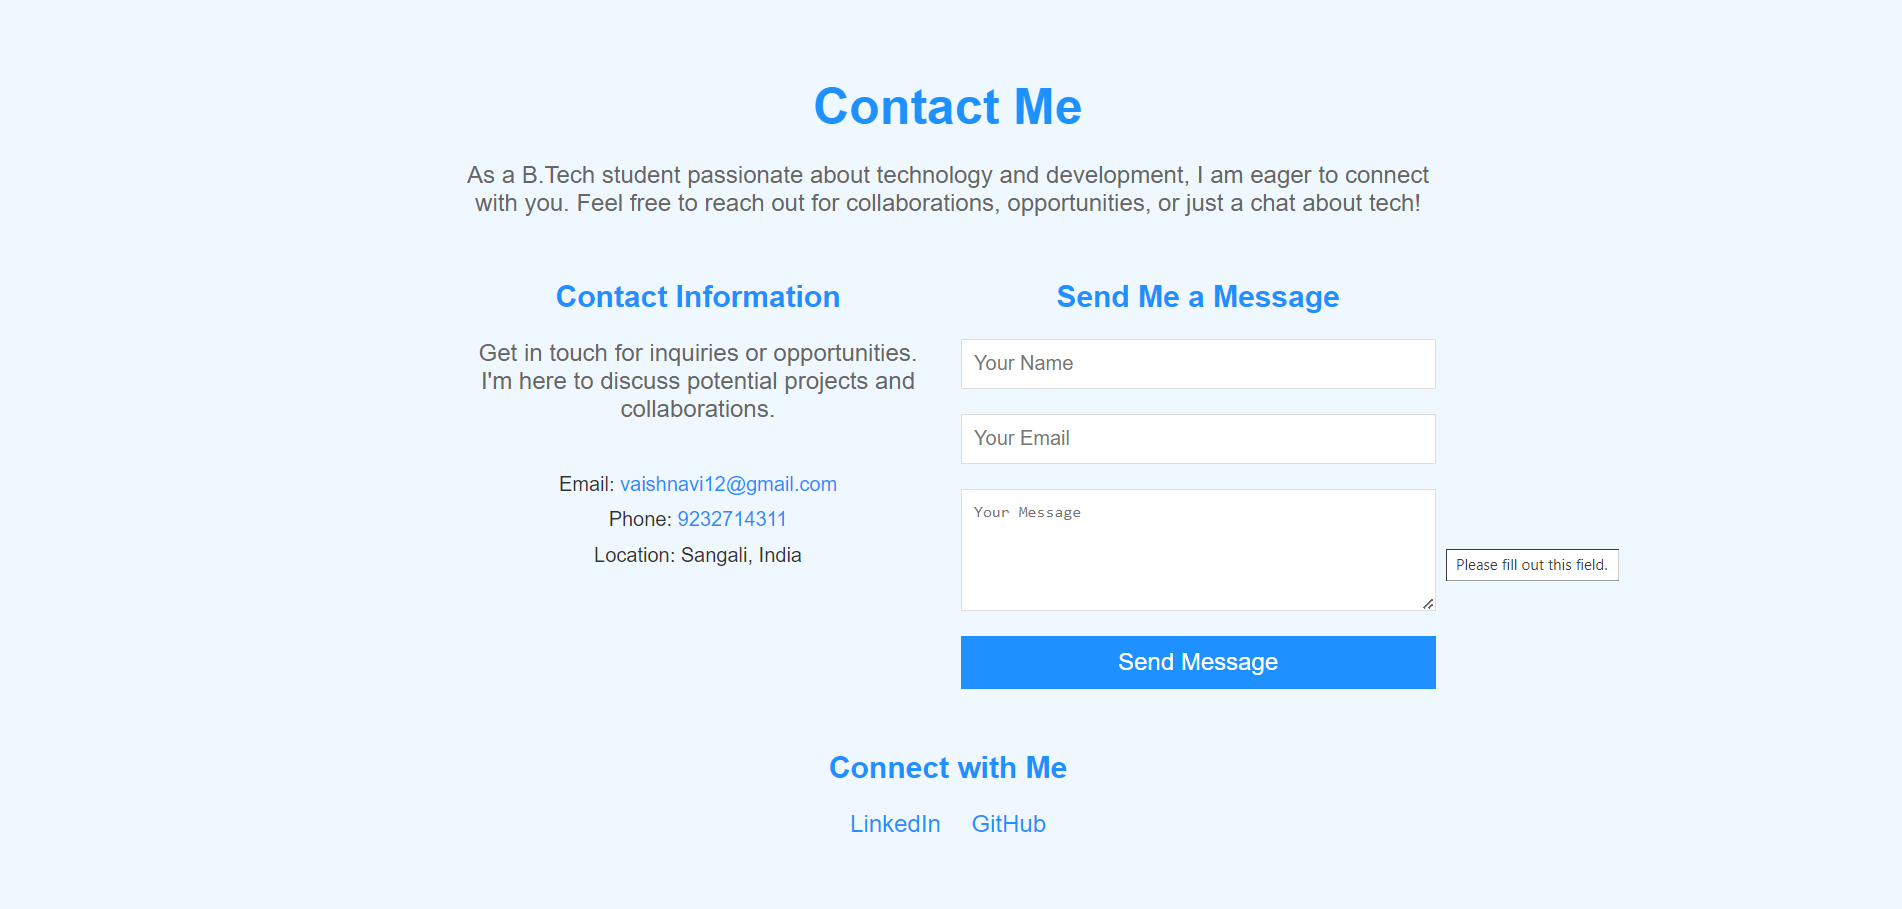 Contact Me
As a B.Tech student passionate about technology and development, I am eager to connect
with you. Feel free to reach out for collaborations, opportunities, or just a chat about tech!
Contact Information
Get in touch for inquiries or opportunities.
I'm here to discuss potential projects and
collaborations.
Email: vaishnavi12@gmail.com
Phone: 9232714311
Location: Sangali, India
Send Me a Message
Your Name
Your Email
Your Message
Please fill out this field.
Send Message
Connect with Me
LinkedIn GitHub